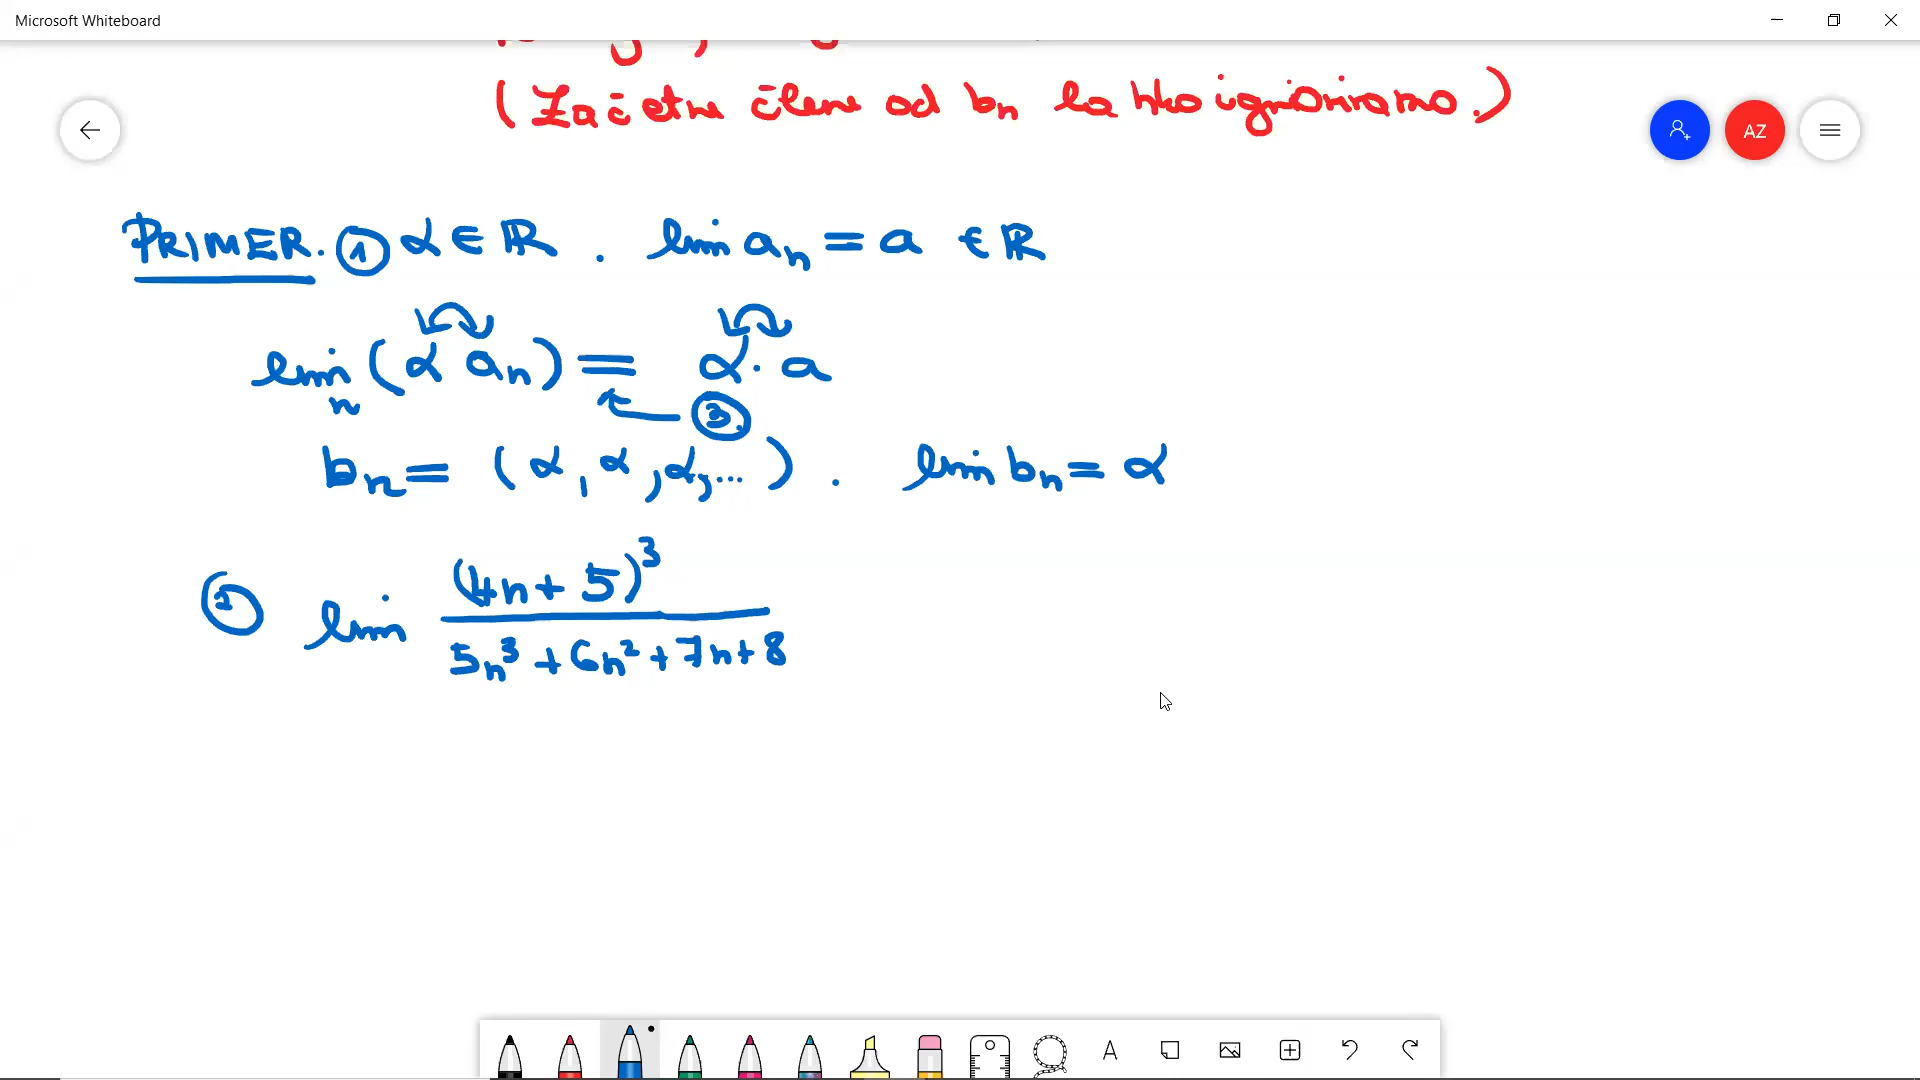 Microsoft Whiteboard
(Začetne člene od bn lahko ignoriramo.)
AZ
PRIMER. ① α ∈ ℝ . lim an = a ∈ ℝ
lim n (α an) = α · a
③
bn = (α, α, α, ...) . lim bn = α
② lim (4n + 5)³ / 5n³ + 6n² + 7n + 8
A